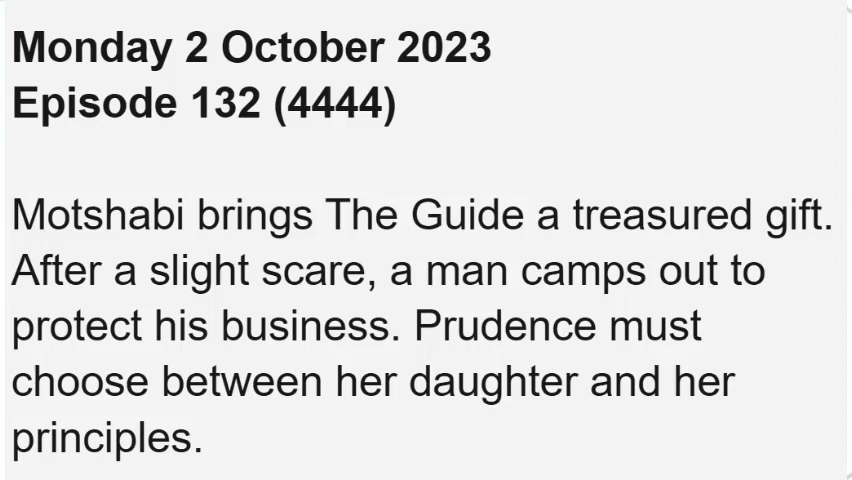 Monday 2 October 2023
Episode 132 (4444)
Motshabi brings The Guide a treasured gift.
After a slight scare, a man camps out to
protect his business. Prudence must
choose between her daughter and her
principles.